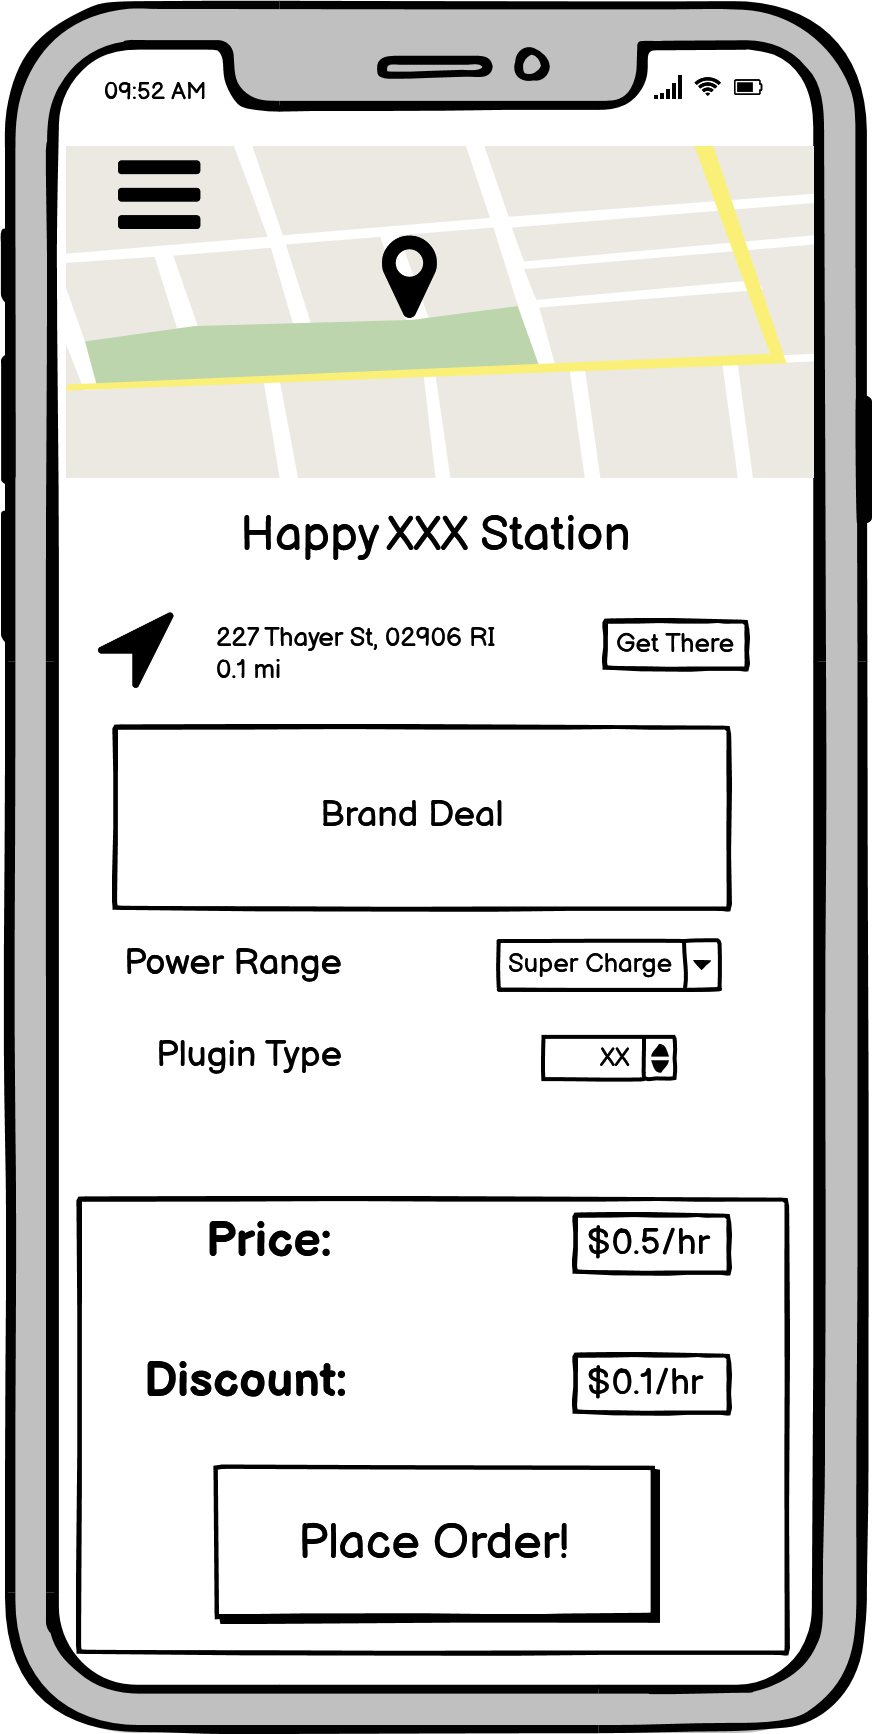 09:52 AM
Happy XXX Station
227 Thayer St, 02906 RI
0.1 mi
Get There
Brand Deal
Power Range
Super Charge
Plugin Type
XX
Price:
$0.5/hr
Discount:
$0.1/hr
Place Order!